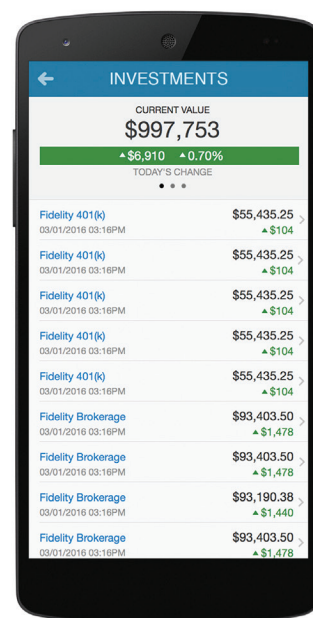 INVESTMENTS
CURRENT VALUE
$997,753
▲ $6,910 ▲ 0.70%
TODAY'S CHANGE
Fidelity 401(k) $55,435.25
03/01/2016 03:16PM ▲ $104
Fidelity 401(k) $55,435.25
03/01/2016 03:16PM ▲ $104
Fidelity 401(k) $55,435.25
03/01/2016 03:16PM ▲ $104
Fidelity 401(k) $55,435.25
03/01/2016 03:16PM ▲ $104
Fidelity 401(k) $55,435.25
03/01/2016 03:16PM ▲ $104
Fidelity Brokerage $93,403.50
03/01/2016 03:16PM ▲ $1,478
Fidelity Brokerage $93,403.50
03/01/2016 03:16PM ▲ $1,478
Fidelity Brokerage $93,190.38
03/01/2016 03:16PM ▲ $1,440
Fidelity Brokerage $93,403.50
03/01/2016 03:16PM ▲ $1,478